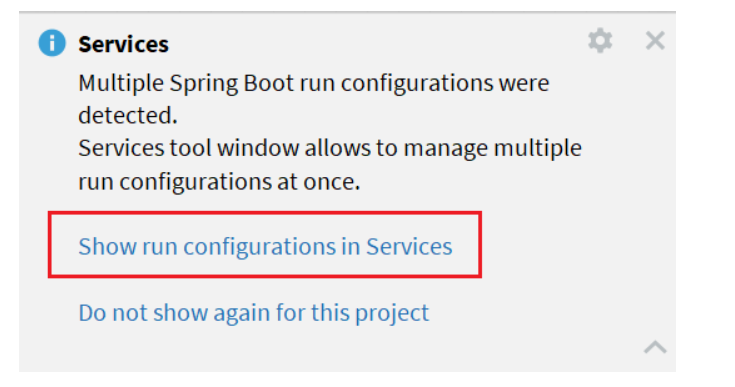 Services
Multiple Spring Boot run configurations were
detected.
Services tool window allows to manage multiple
run configurations at once.
Show run configurations in Services
Do not show again for this project